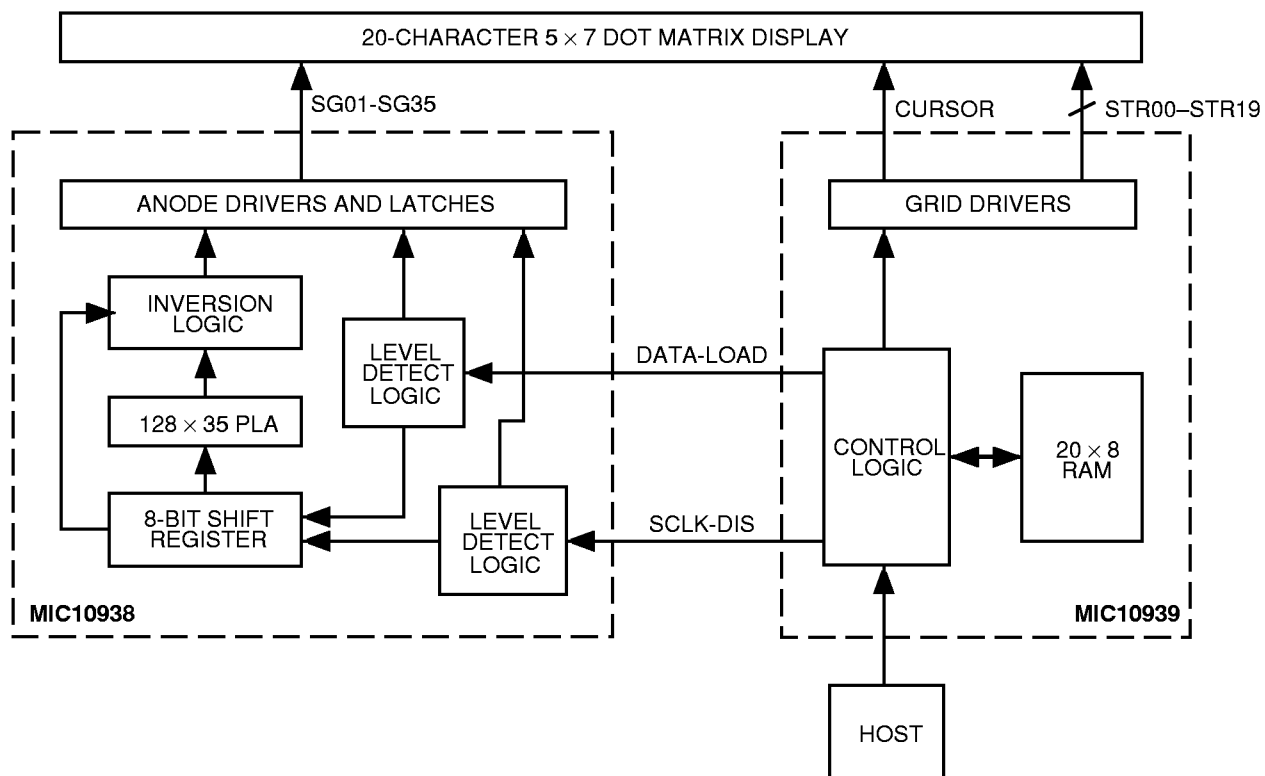 20-CHARACTER 5 × 7 DOT MATRIX DISPLAY
SG01-SG35
CURSOR
STR00–STR19
ANODE DRIVERS AND LATCHES
GRID DRIVERS
INVERSION
LOGIC
LEVEL
DETECT
LOGIC
DATA-LOAD
128 × 35 PLA
CONTROL
LOGIC
20 × 8
RAM
8-BIT SHIFT
REGISTER
LEVEL
DETECT
LOGIC
SCLK-DIS
MIC10938
MIC10939
HOST